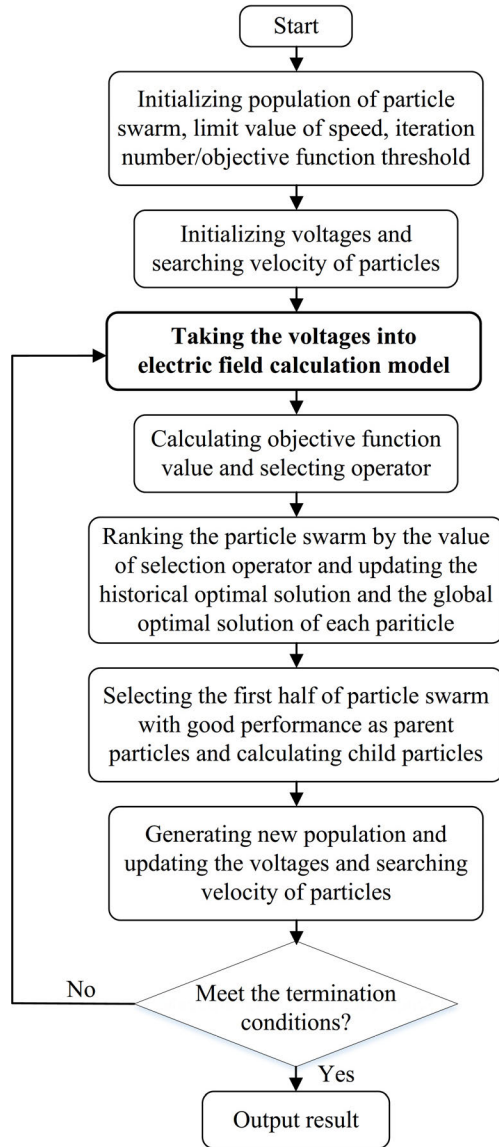 Start
Initializing population of particle
swarm, limit value of speed, iteration
number/objective function threshold
Initializing voltages and
searching velocity of particles
Taking the voltages into
electric field calculation model
Calculating objective function
value and selecting operator
Ranking the particle swarm by the value
of selection operator and updating the
historical optimal solution and the global
optimal solution of each pariticle
Selecting the first half of particle swarm
with good performance as parent
particles and calculating child particles
Generating new population and
updating the voltages and searching
velocity of particles
No
Meet the termination
conditions?
Yes
Output result